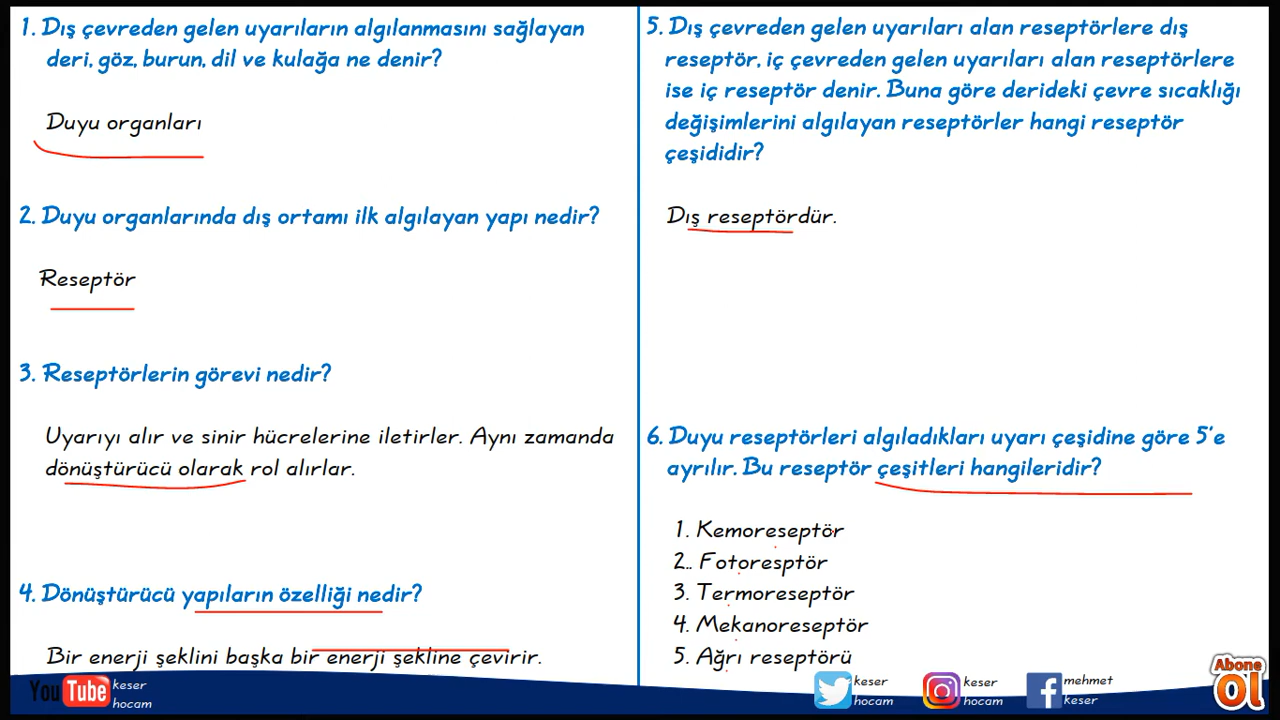 1. Dış çevreden gelen uyarıların algılanmasını sağlayan
deri, göz, burun, dil ve kulağa ne denir?
Duyu organları
2. Duyu organlarında dış ortamı ilk algılayan yapı nedir?
Reseptör
3. Reseptörlerin görevi nedir?
Uyarıyı alır ve sinir hücrelerine iletirler. Aynı zamanda
dönüştürücü olarak rol alırlar.
4. Dönüştürücü yapıların özelliği nedir?
Bir enerji şeklini başka bir enerji şekline çevirir.
5. Dış çevreden gelen uyarıları alan reseptörlere dış
reseptör, iç çevreden gelen uyarıları alan reseptörlere
ise iç reseptör denir. Buna göre derideki çevre sıcaklığı
değişimlerini algılayan reseptörler hangi reseptör
çeşididir?
Dış reseptördür.
6. Duyu reseptörleri algıladıkları uyarı çeşidine göre 5'e
ayrılır. Bu reseptör çeşitleri hangileridir?
1. Kemoreseptör
2.. Fotoresptör
3. Termoreseptör
4. Mekanoreseptör
5. Ağrı reseptörü
YouTube keser
hocam
keser
hocam
keser
hocam
mehmet
keser
Abone
ol